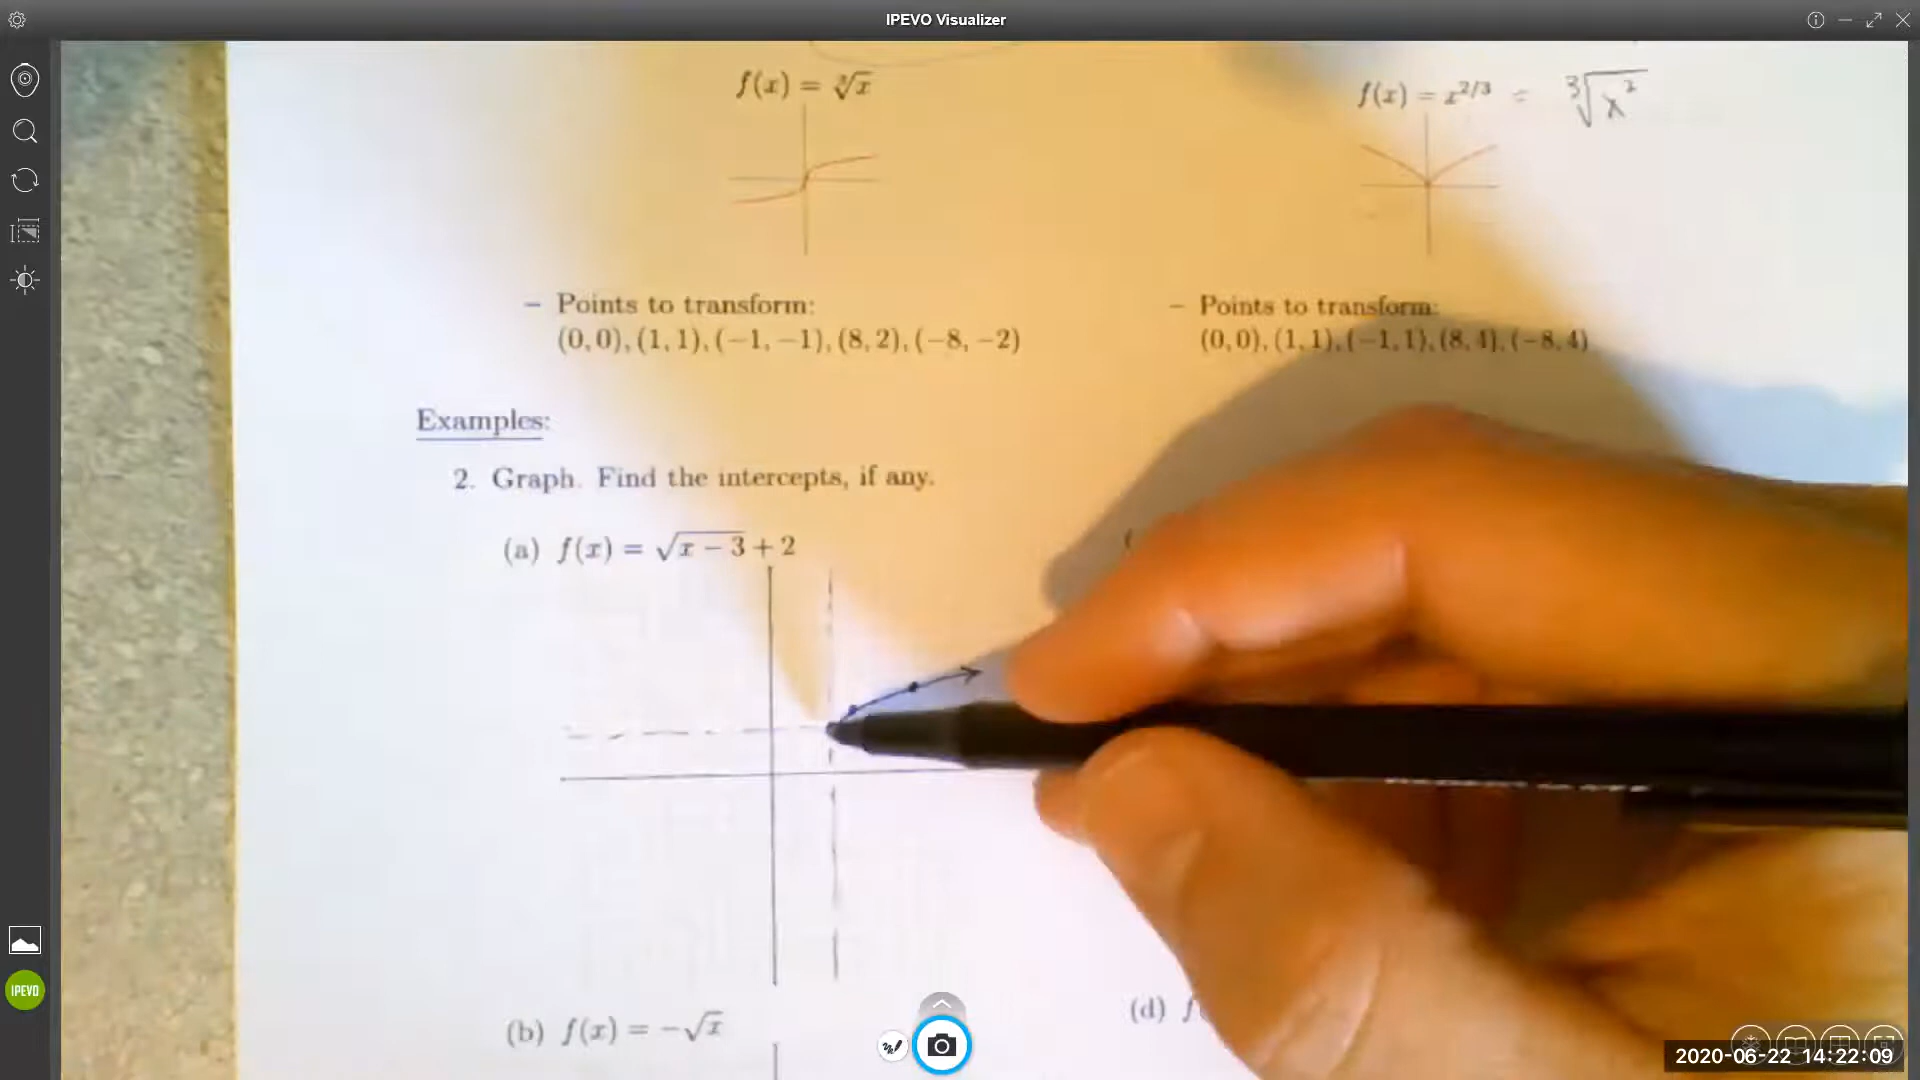 IPEVO Visualizer
f(x) = ∛x
f(x) = x^{2/3} = ∛x²
– Points to transform:
(0, 0), (1, 1), (−1, −1), (8, 2), (−8, −2)
– Points to transform:
(0, 0), (1, 1), (−1, 1), (8, 4), (−8, 4)
Examples:
2. Graph. Find the intercepts, if any.
(a) f(x) = √(x − 3) + 2
(b) f(x) = −√x
(d) f
IPEVO
2020-06-22 14:22:09